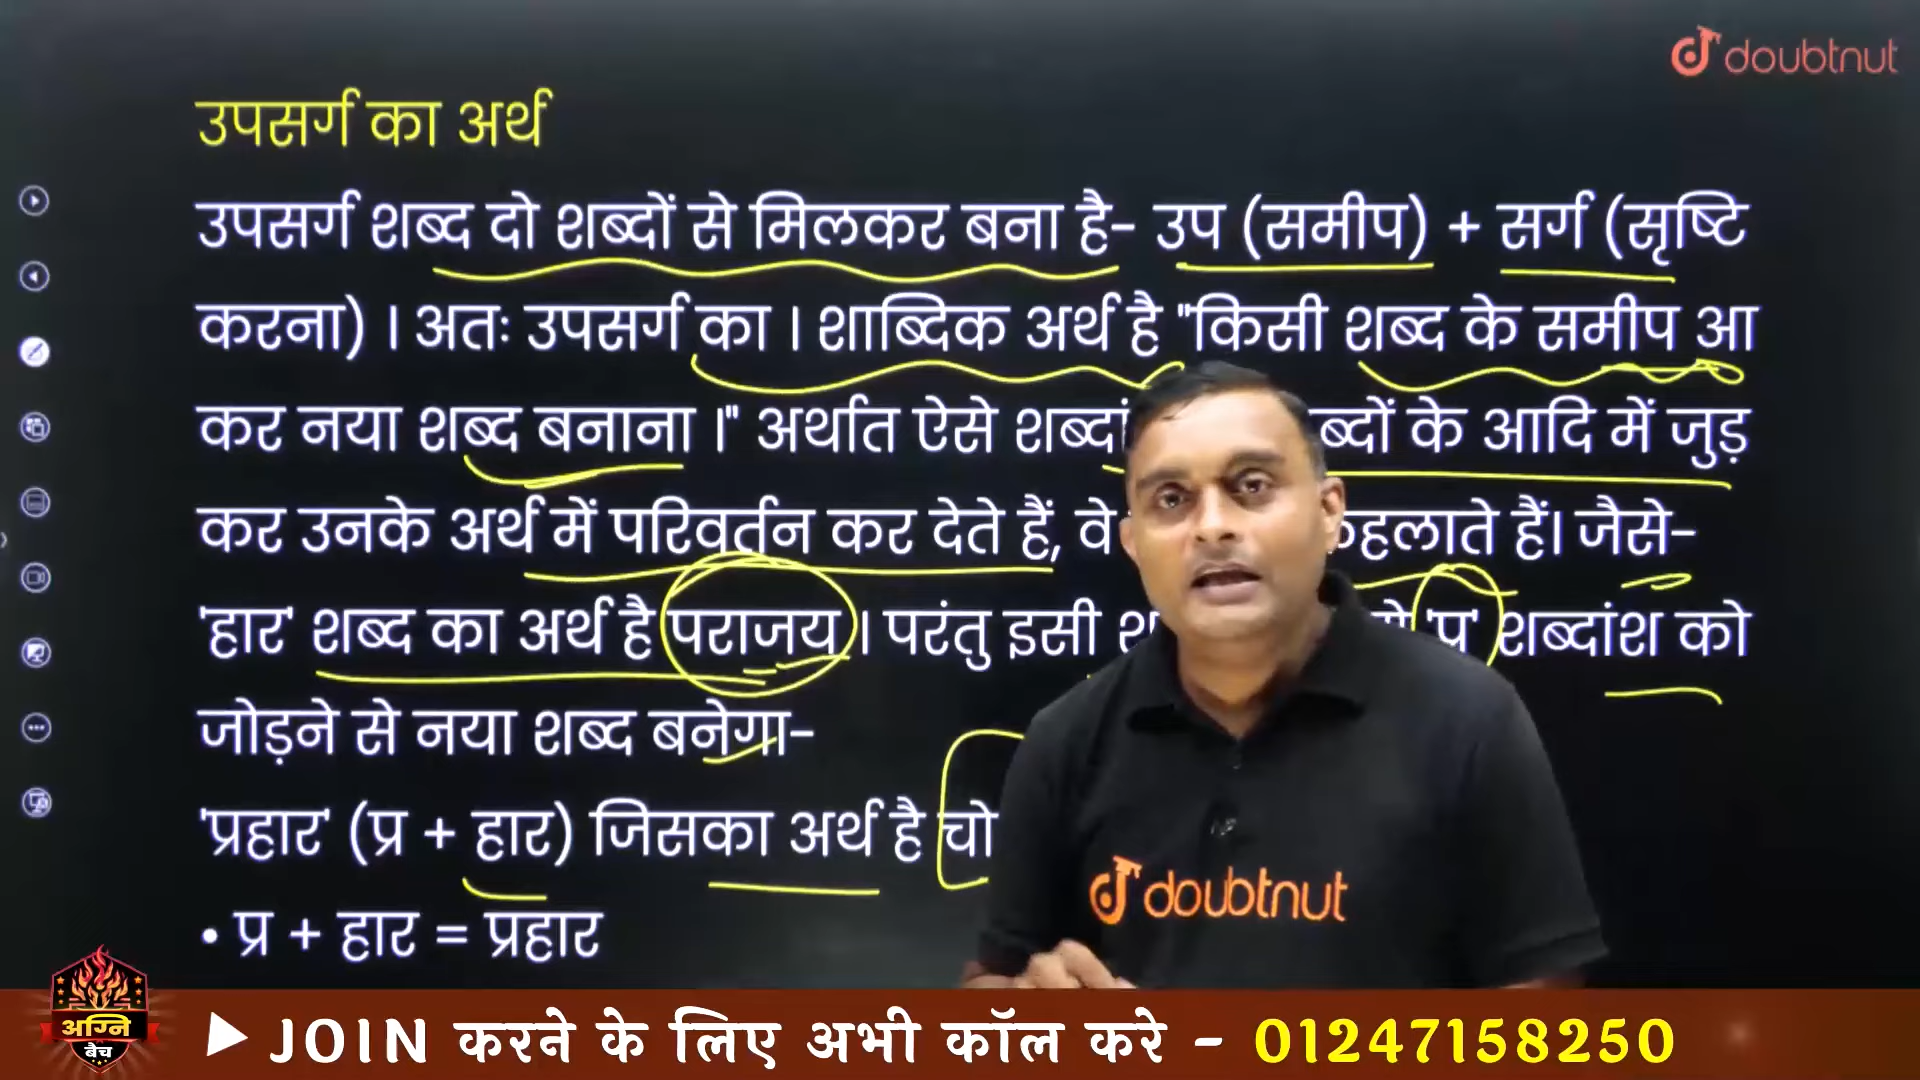 doubtnut
उपसर्ग का अर्थ
उपसर्ग शब्द दो शब्दों से मिलकर बना है- उप (समीप) + सर्ग (सृष्टि
करना) । अतः उपसर्ग का । शाब्दिक अर्थ है "किसी शब्द के समीप आ
कर नया शब्द बनाना ।" अर्थात ऐसे के आदि में जुड़
कर उनके अर्थ में परिवर्तन कर देते हैं, वे हैं। जैसे-
'हार' शब्द का अर्थ है पराजय । परंतु इसी 'प्र' शब्दांश को
जोड़ने से नया शब्द बनेगा-
'प्रहार' (प्र + हार) जिसका अर्थ है
• प्र + हार = प्रहार
doubtnut
अग्नि
बैच
JOIN करने के लिए अभी कॉल करे - 01247158250